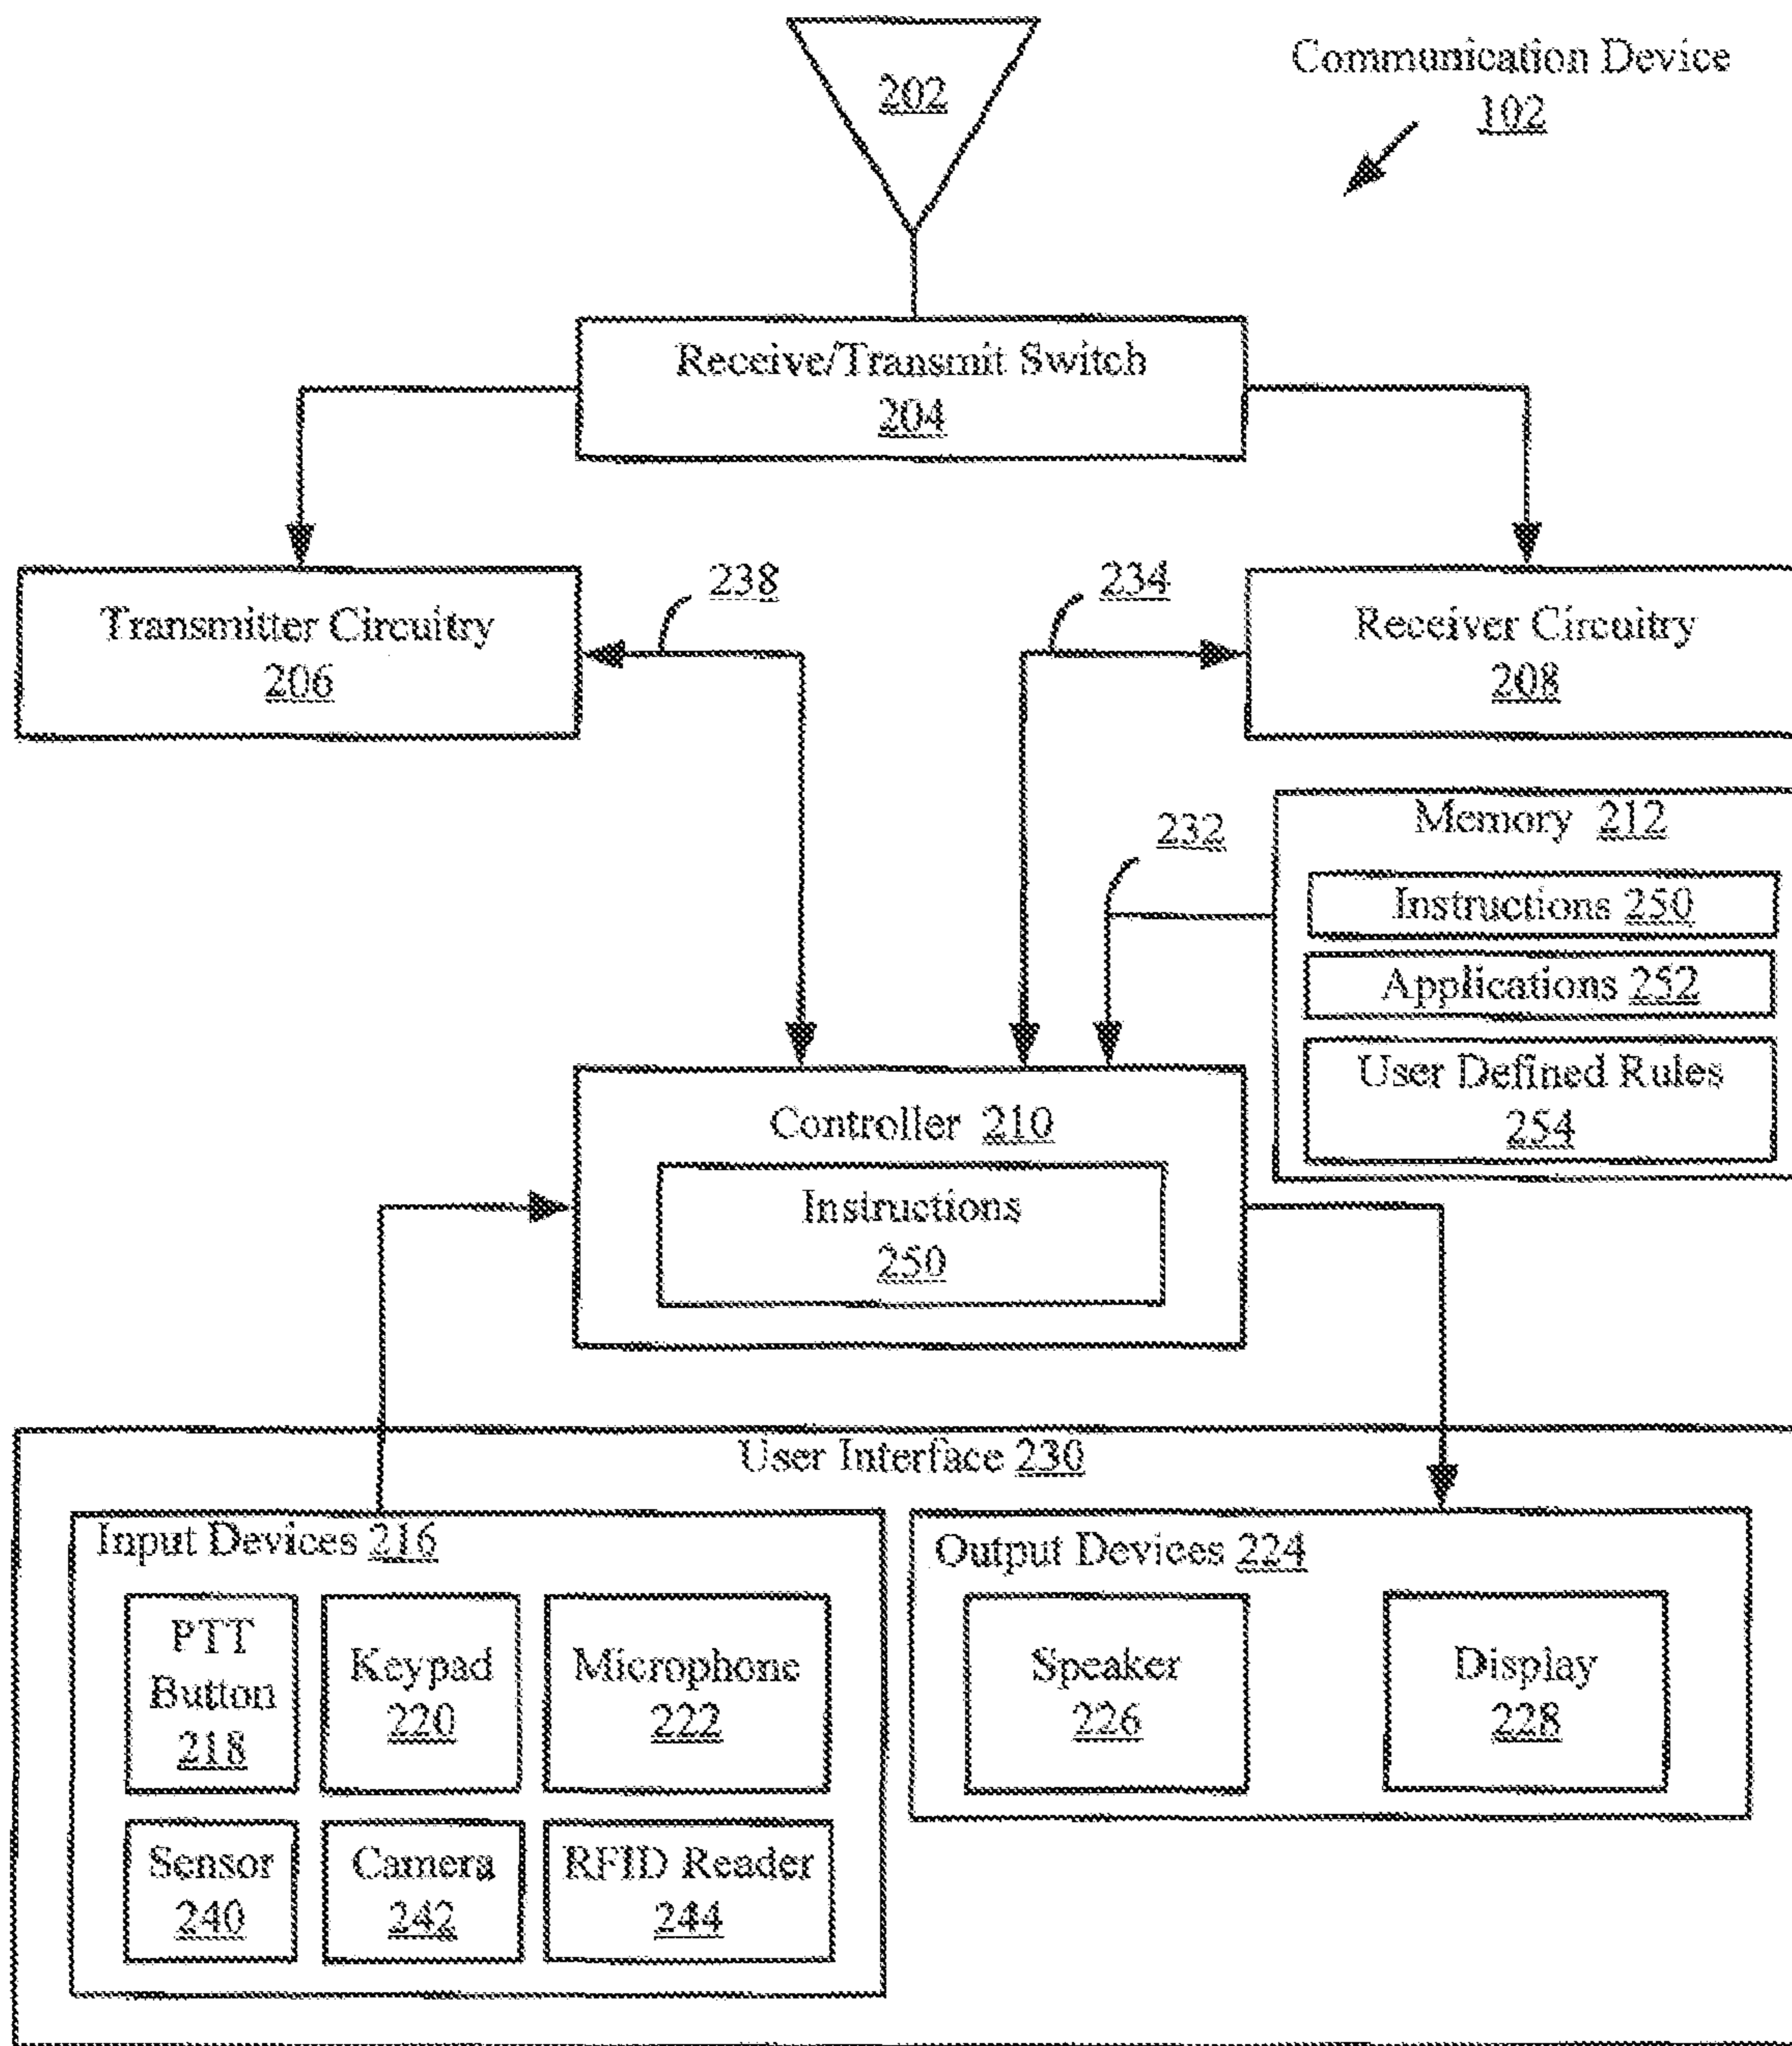 202
Communication Device
102
Receive/Transmit Switch
204
238
234
Transmitter Circuitry
206
Receiver Circuitry
208
232
Memory 212
Instructions 250
Applications 252
User Defined Rules
254
Controller 210
Instructions
250
User Interface 230
Input Devices 216
PTT
Button
218
Keypad
220
Microphone
222
Sensor
240
Camera
242
RFID Reader
244
Output Devices 224
Speaker
226
Display
228